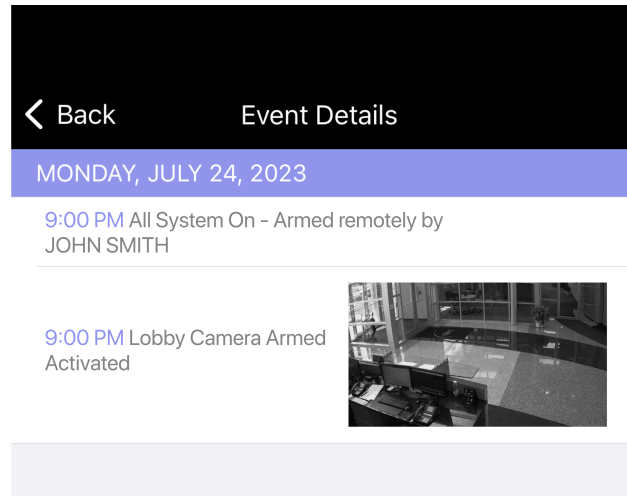 Back
Event Details
MONDAY, JULY 24, 2023
9:00 PM All System On - Armed remotely by
JOHN SMITH
9:00 PM Lobby Camera Armed
Activated